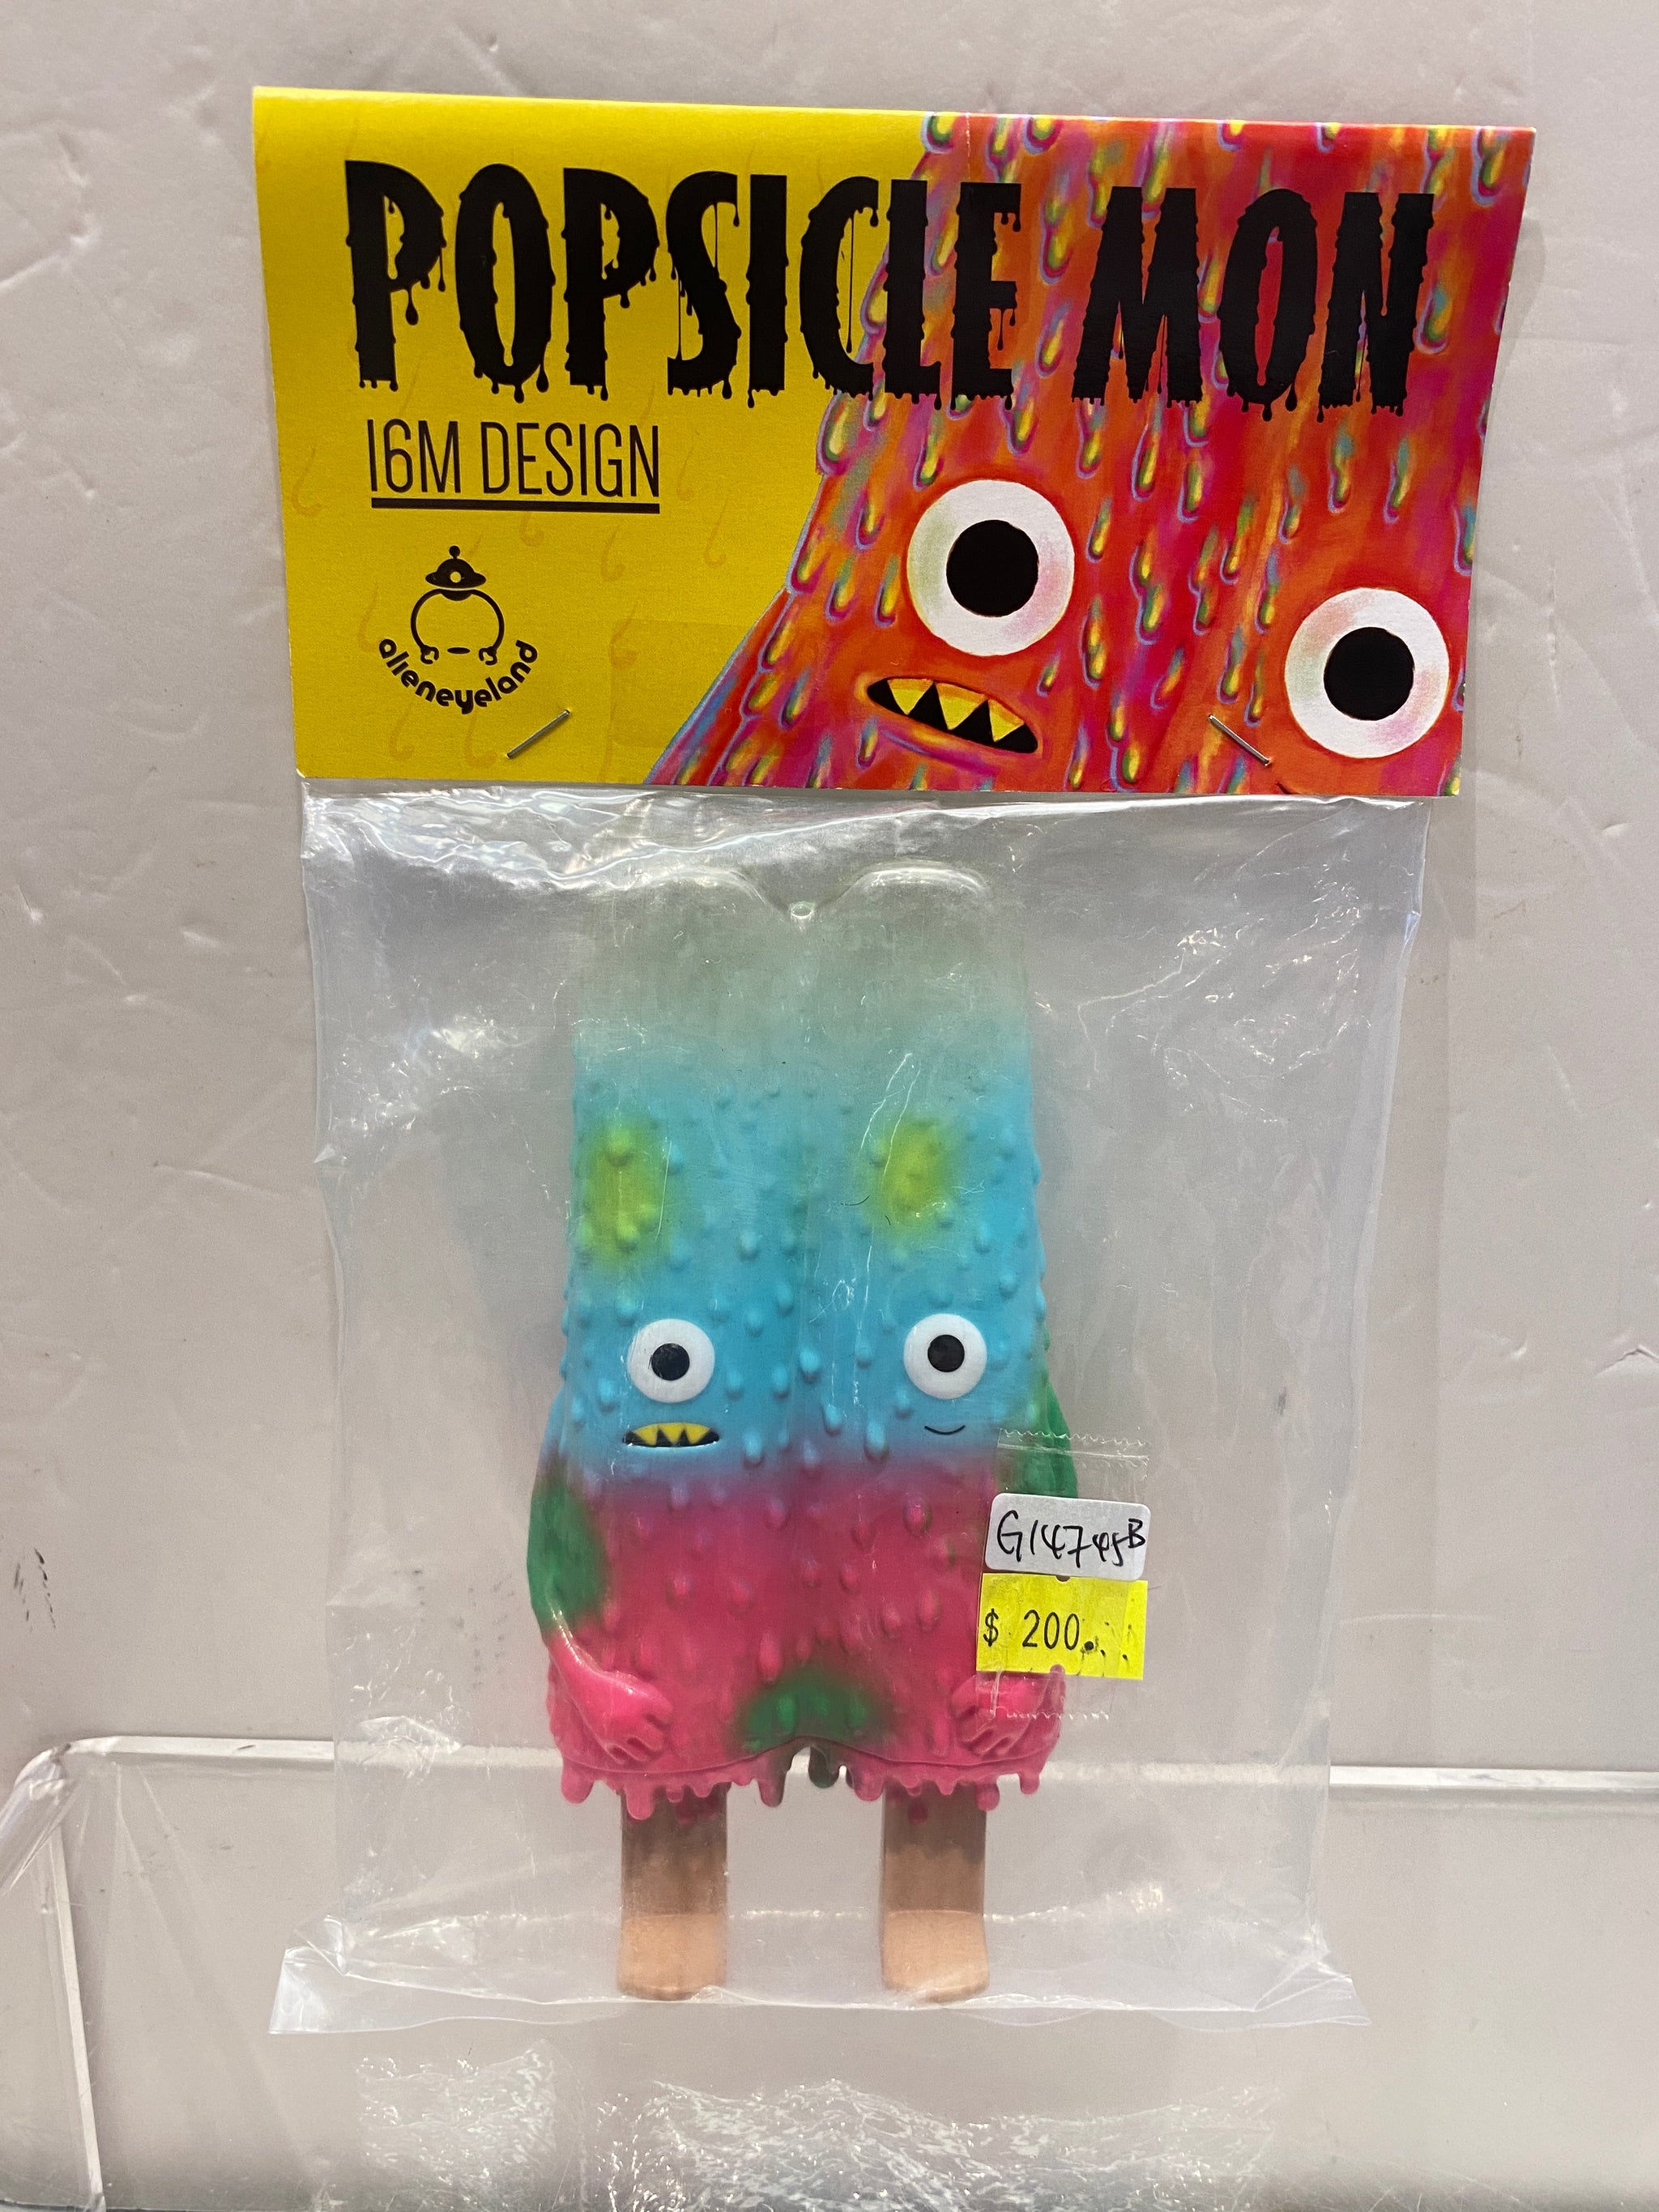 POPSICLE MON
16M DESIGN
alieneyeland
G14745B
$ 200.